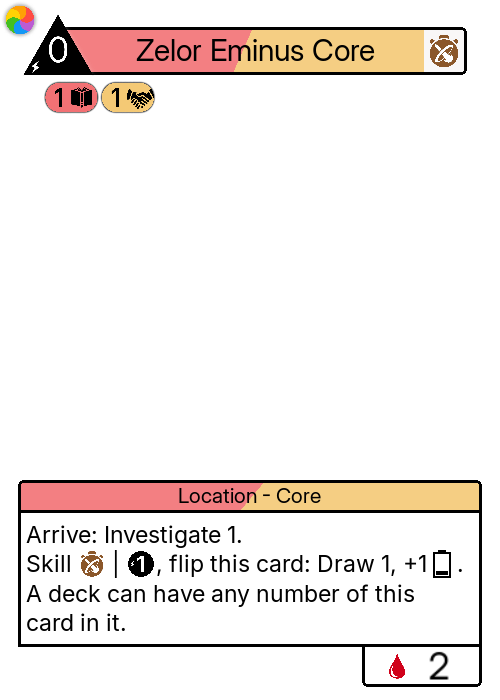 0 Zelor Eminus Core
1 1
Location - Core
Arrive: Investigate 1.
Skill | 1, flip this card: Draw 1, +1 .
A deck can have any number of this
card in it.
2